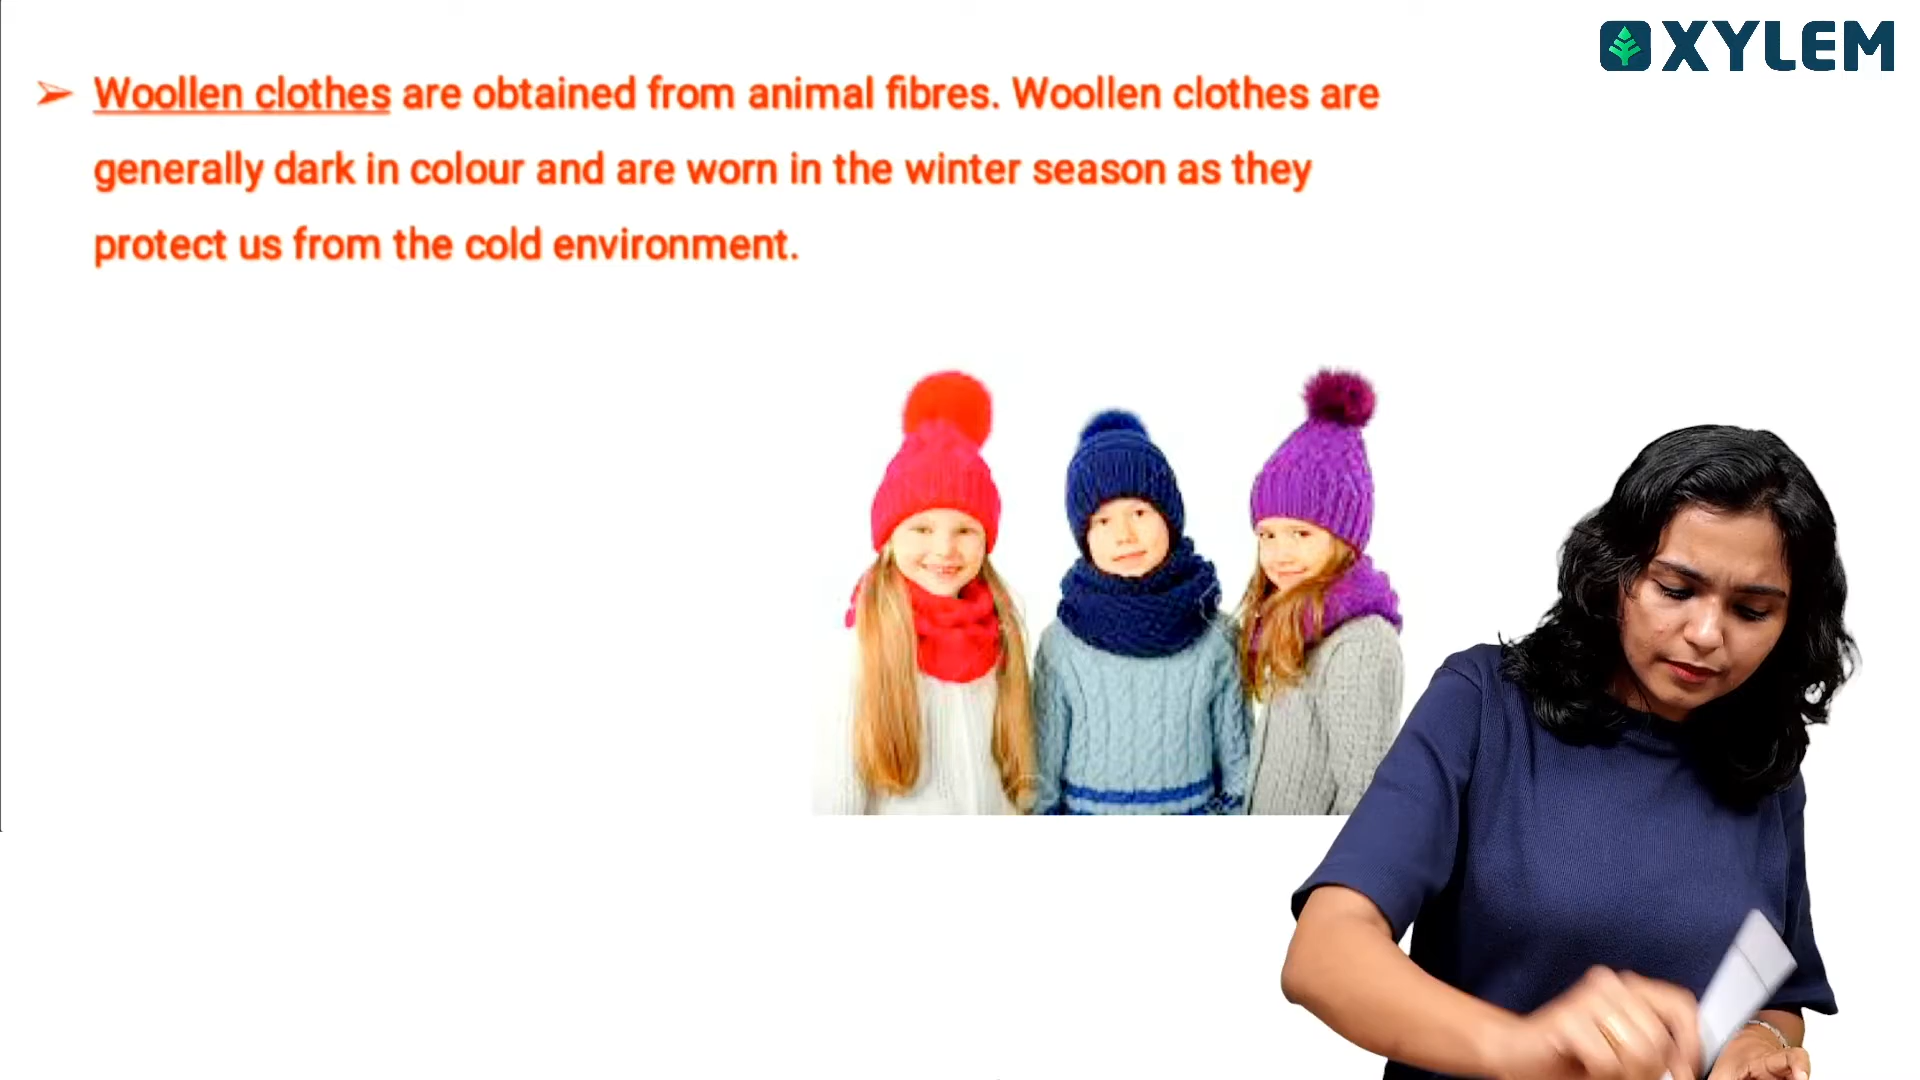 XYLEM
➢ Woollen clothes are obtained from animal fibres. Woollen clothes are
generally dark in colour and are worn in the winter season as they
protect us from the cold environment.